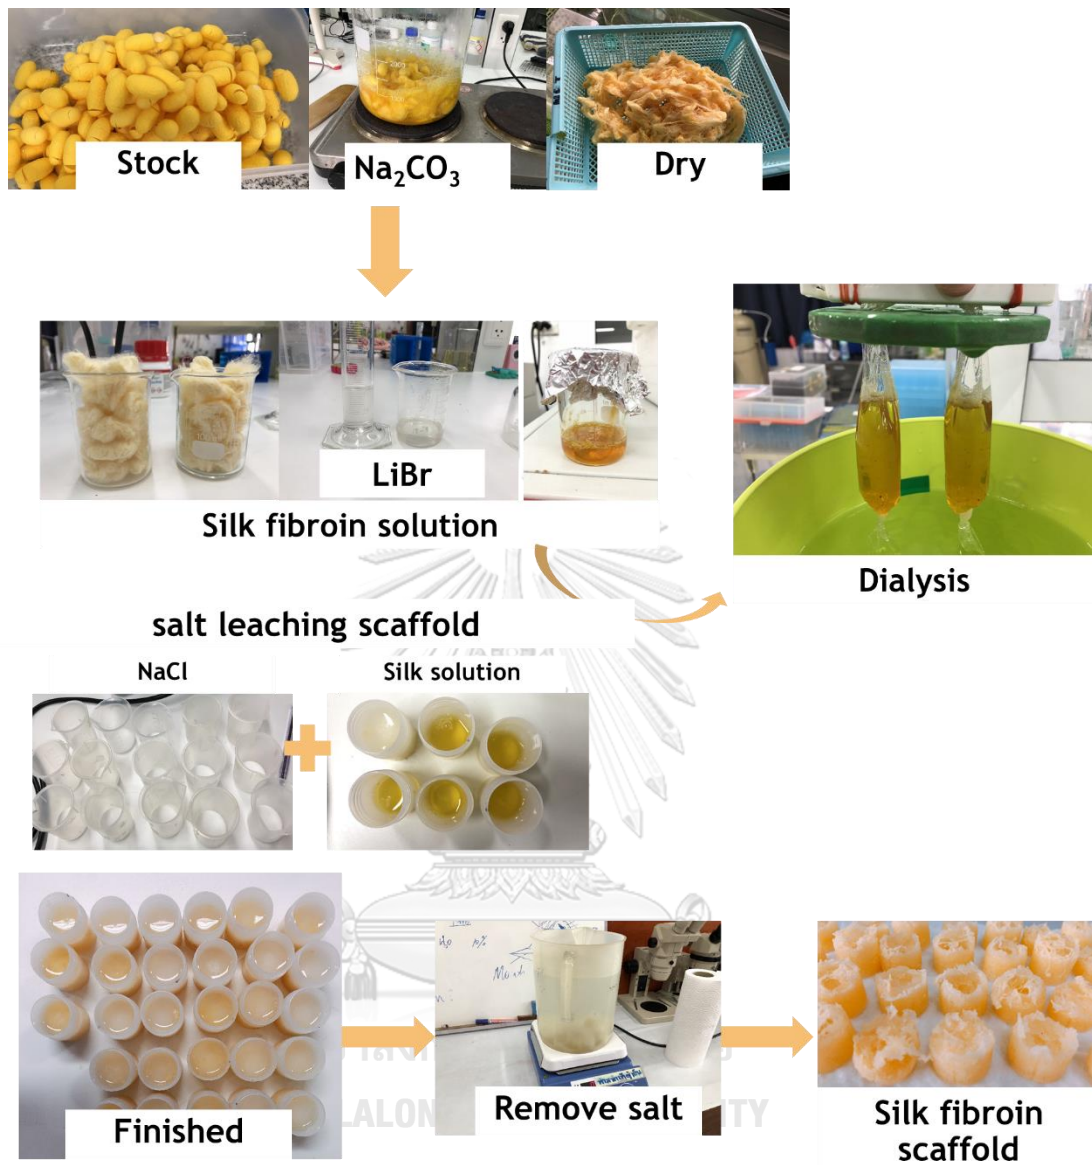 Stock
Na₂CO₃
Dry
LiBr
Silk fibroin solution
Dialysis
salt leaching scaffold
NaCl
Silk solution
Finished
Remove salt
Silk fibroin
scaffold